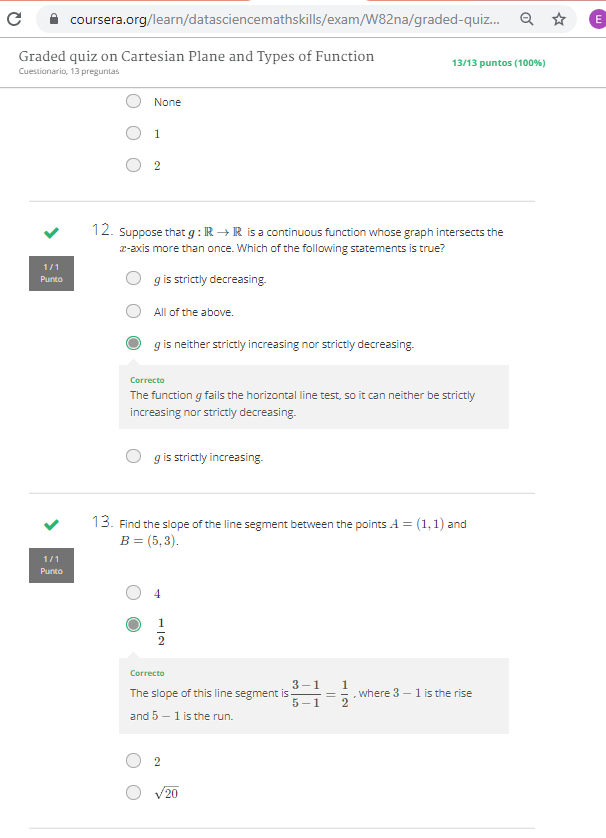 coursera.org/learn/datasciencemathskills/exam/W82na/graded-quiz...
E
Graded quiz on Cartesian Plane and Types of Function
Cuestionario, 13 preguntas
13/13 puntos (100%)
None
1
2
12. Suppose that g : ℝ → ℝ is a continuous function whose graph intersects the
x-axis more than once. Which of the following statements is true?
1 / 1
Punto
g is strictly decreasing.
All of the above.
g is neither strictly increasing nor strictly decreasing.
Correcto
The function g fails the horizontal line test, so it can neither be strictly
increasing nor strictly decreasing.
g is strictly increasing.
13. Find the slope of the line segment between the points A = (1, 1) and
B = (5, 3).
1 / 1
Punto
4
1/2
Correcto
The slope of this line segment is (3 − 1)/(5 − 1) = 1/2 , where 3 − 1 is the rise
and 5 − 1 is the run.
2
√20